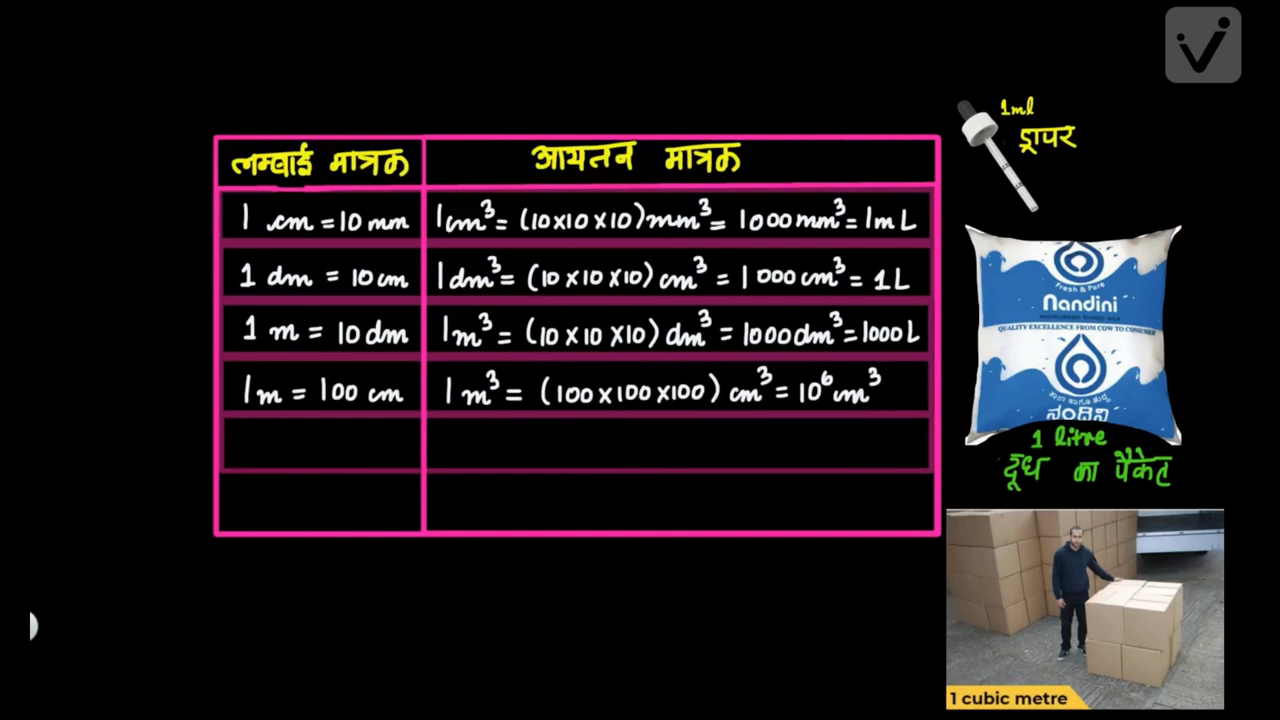 लम्बाई मात्रक
आयतन मात्रक
1 cm = 10 mm
1cm³ = (10×10×10)mm³ = 1000mm³ = 1mL
1 dm = 10 cm
1dm³ = (10×10×10) cm³ = 1000cm³ = 1L
1 m = 10 dm
1m³ = (10×10×10) dm³ = 1000dm³ = 1000L
1m = 100 cm
1 m³ = (100×100×100) cm³ = 10⁶cm³
1ml
ड्रापर
Fresh & Pure
Nandini
QUALITY EXCELLENCE FROM COW TO CONSUMER
ನಂದಿನಿ
1 litre
दूध का पैकेट
1 cubic metre